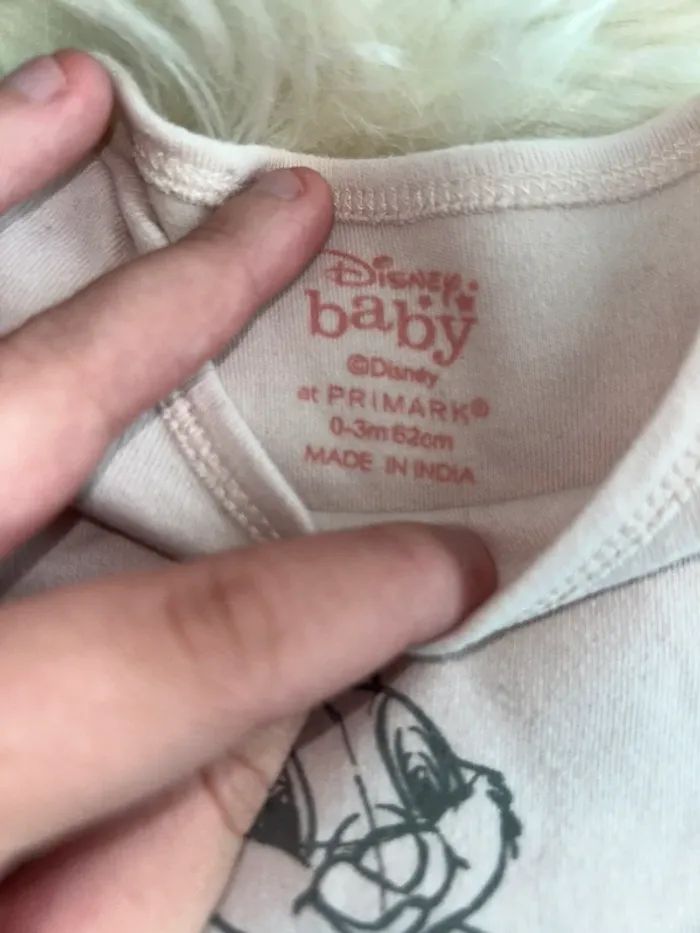 Disney
baby
©Disney
at PRIMARK®
0-3m 62cm
MADE IN INDIA